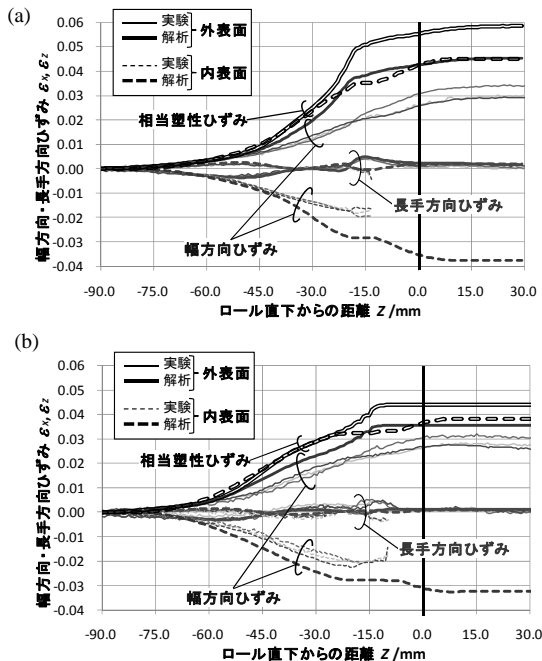 (a)
0.06
0.05
0.04
0.03
0.02
0.01
0.00
-0.01
-0.02
-0.03
-0.04
幅方向・長手方向ひずみ εx, εz
実験
解析
外表面
実験
解析
内表面
相当塑性ひずみ
長手方向ひずみ
幅方向ひずみ
-90.0 -75.0 -60.0 -45.0 -30.0 -15.0 0.0 15.0 30.0
ロール直下からの距離 Z /mm
(b)
0.06
0.05
0.04
0.03
0.02
0.01
0.00
-0.01
-0.02
-0.03
-0.04
幅方向・長手方向ひずみ εx, εz
実験
解析
外表面
実験
解析
内表面
相当塑性ひずみ
長手方向ひずみ
幅方向ひずみ
-90.0 -75.0 -60.0 -45.0 -30.0 -15.0 0.0 15.0 30.0
ロール直下からの距離 Z /mm